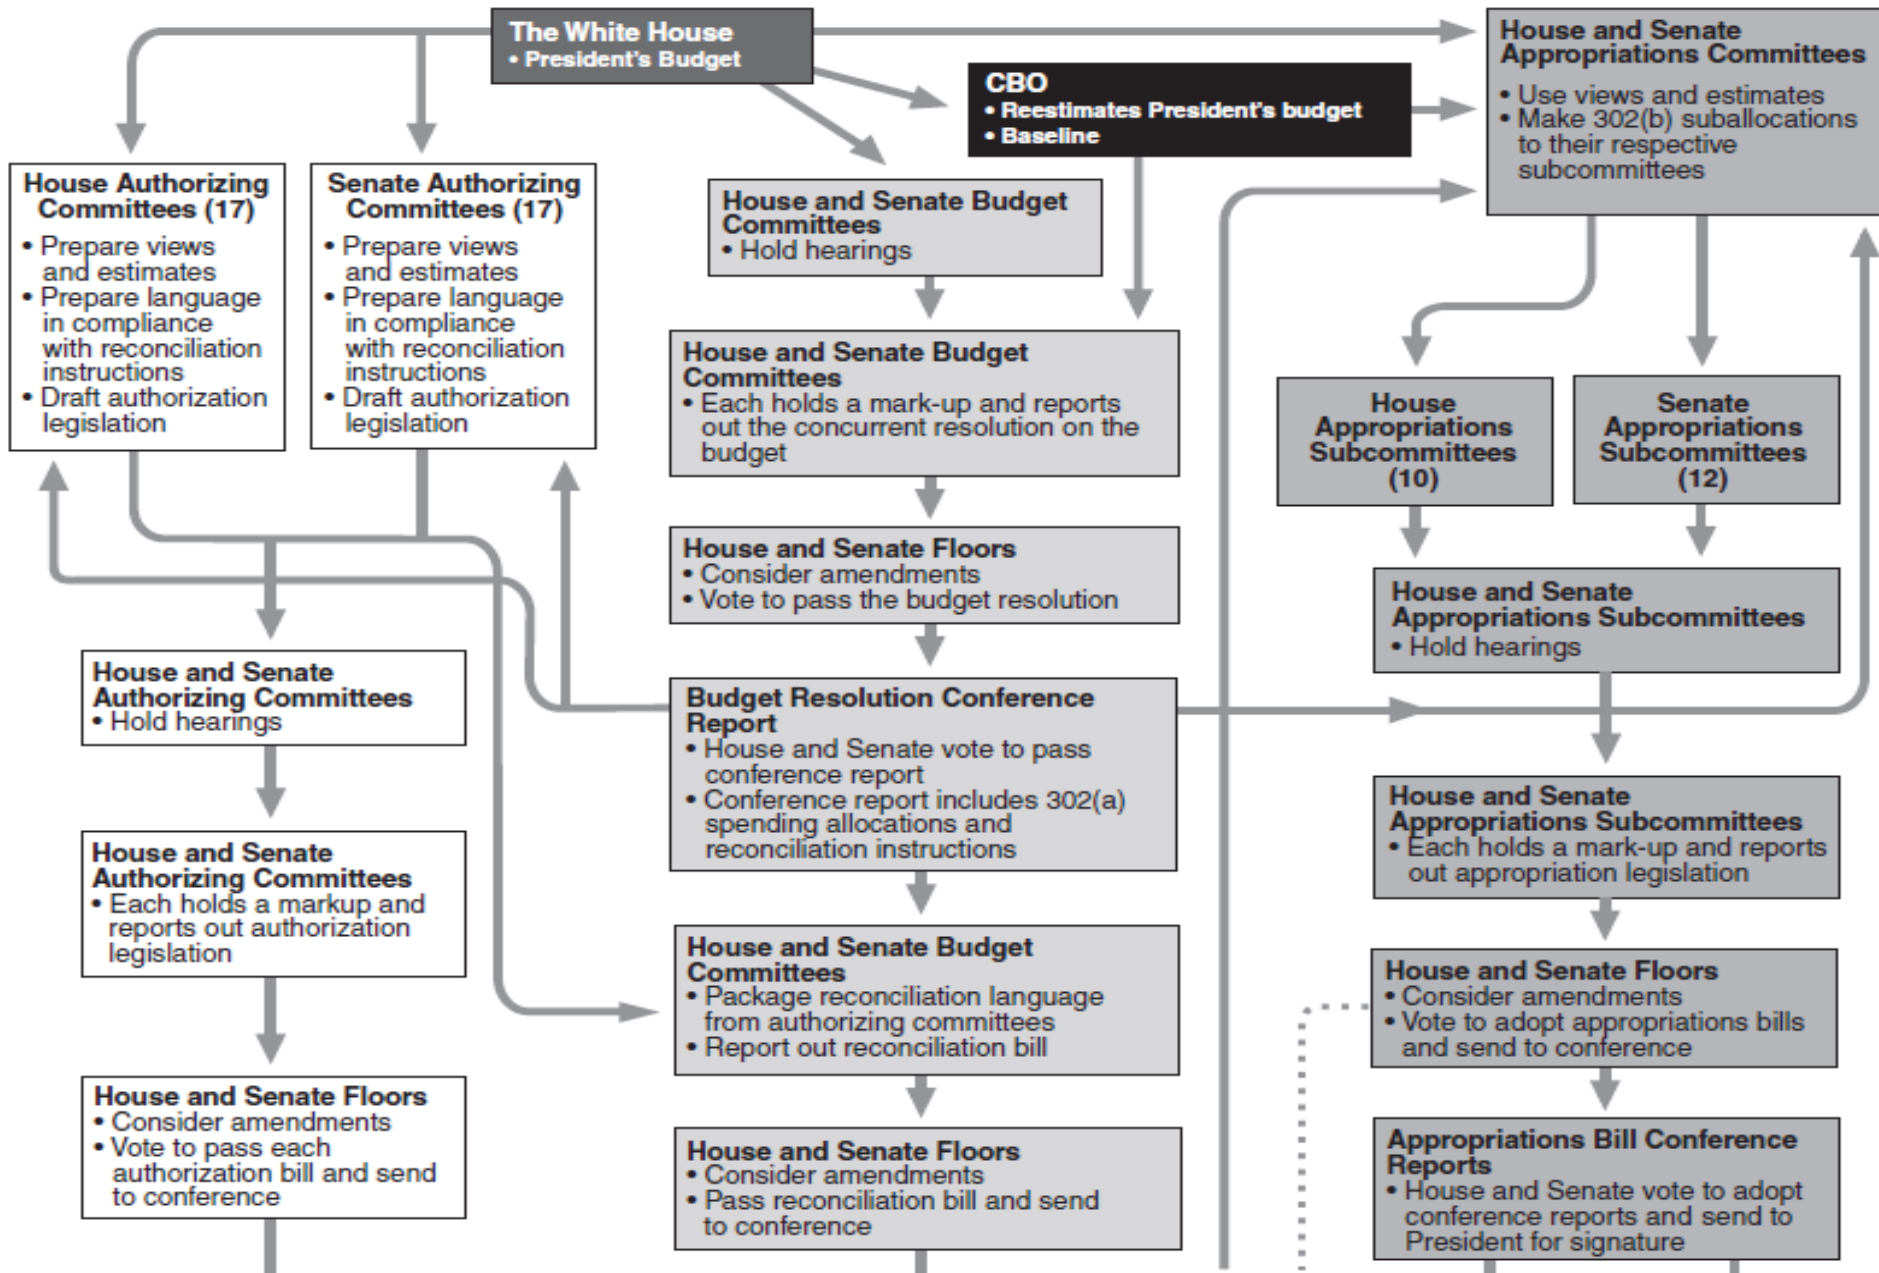 The White House
• President's Budget
CBO
• Reestimates President's budget
• Baseline
House and Senate
Appropriations Committees
• Use views and estimates
• Make 302(b) suballocations
to their respective
subcommittees
House Authorizing
Committees (17)
• Prepare views
and estimates
• Prepare language
in compliance
with reconciliation
instructions
• Draft authorization
legislation
Senate Authorizing
Committees (17)
• Prepare views
and estimates
• Prepare language
in compliance
with reconciliation
instructions
• Draft authorization
legislation
House and Senate Budget
Committees
• Hold hearings
House and Senate Budget
Committees
• Each holds a mark-up and reports
out the concurrent resolution on the
budget
House
Appropriations
Subcommittees
(10)
Senate
Appropriations
Subcommittees
(12)
House and Senate Floors
• Consider amendments
• Vote to pass the budget resolution
House and Senate
Appropriations Subcommittees
• Hold hearings
House and Senate
Authorizing Committees
• Hold hearings
Budget Resolution Conference
Report
• House and Senate vote to pass
conference report
• Conference report includes 302(a)
spending allocations and
reconciliation instructions
House and Senate
Appropriations Subcommittees
• Each holds a mark-up and reports
out appropriation legislation
House and Senate
Authorizing Committees
• Each holds a markup and
reports out authorization
legislation
House and Senate Budget
Committees
• Package reconciliation language
from authorizing committees
• Report out reconciliation bill
House and Senate Floors
• Consider amendments
• Vote to adopt appropriations bills
and send to conference
House and Senate Floors
• Consider amendments
• Vote to pass each
authorization bill and send
to conference
House and Senate Floors
• Consider amendments
• Pass reconciliation bill and send
to conference
Appropriations Bill Conference
Reports
• House and Senate vote to adopt
conference reports and send to
President for signature